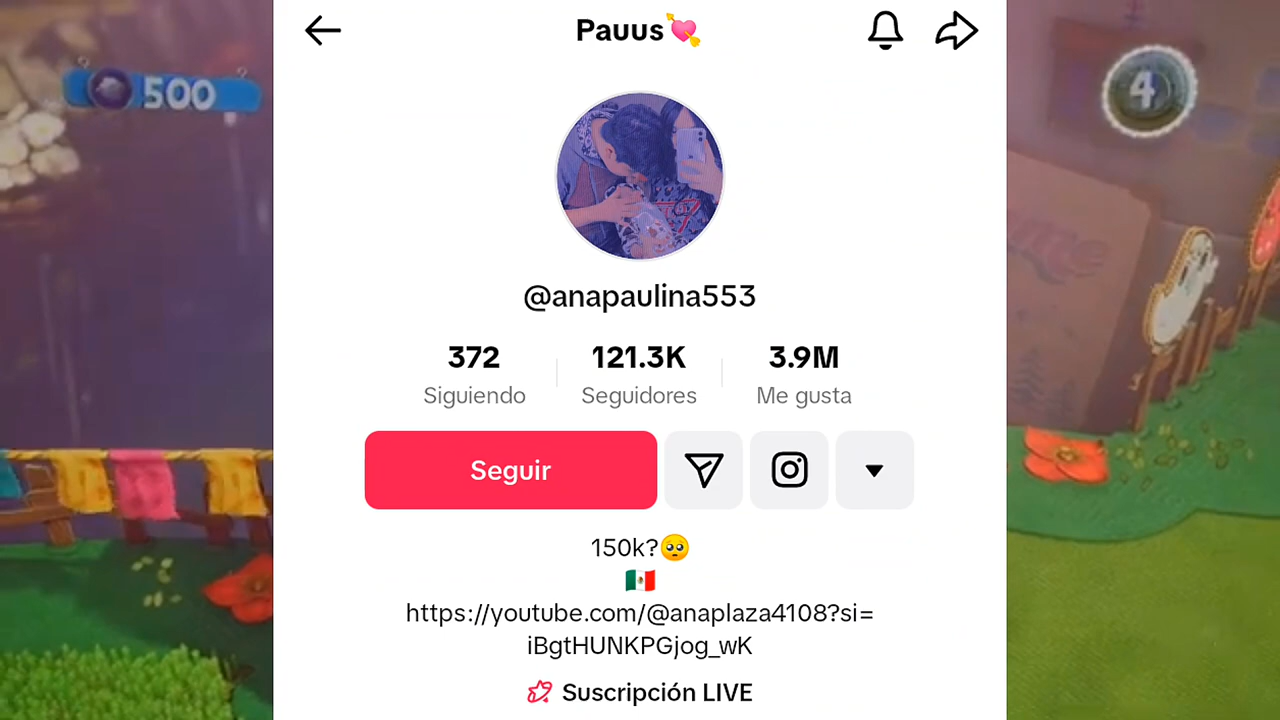 Pauus💘
500
4
@anapaulina553
372
121.3K
3.9M
Siguiendo
Seguidores
Me gusta
Seguir
150k?🥺
🇲🇽
https://youtube.com/@anaplaza4108?si=
iBgtHUNKPGjog_wK
Suscripción LIVE